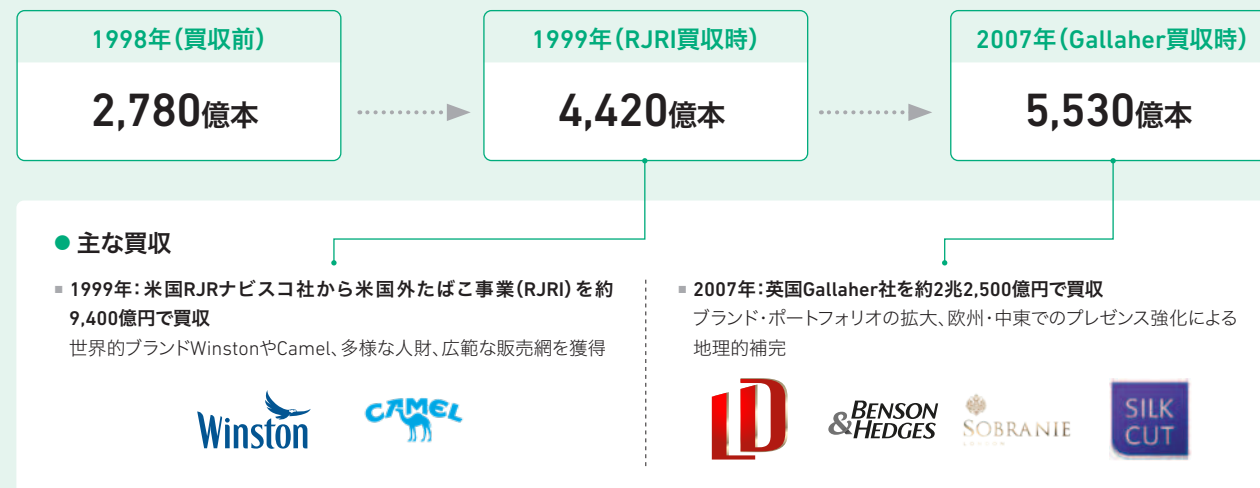 1998年（買収前）
2,780億本
1999年（RJRI買収時）
4,420億本
2007年（Gallaher買収時）
5,530億本
● 主な買収
■ 1999年：米国RJRナビスコ社から米国外たばこ事業（RJRI）を約
9,400億円で買収
世界的ブランドWinstonやCamel、多様な人財、広範な販売網を獲得
Winston
CAMEL
■ 2007年：英国Gallaher社を約2兆2,500億円で買収
ブランド・ポートフォリオの拡大、欧州・中東でのプレゼンス強化による
地理的補完
LD
BENSON
&HEDGES
SOBRANIE
SILK
CUT